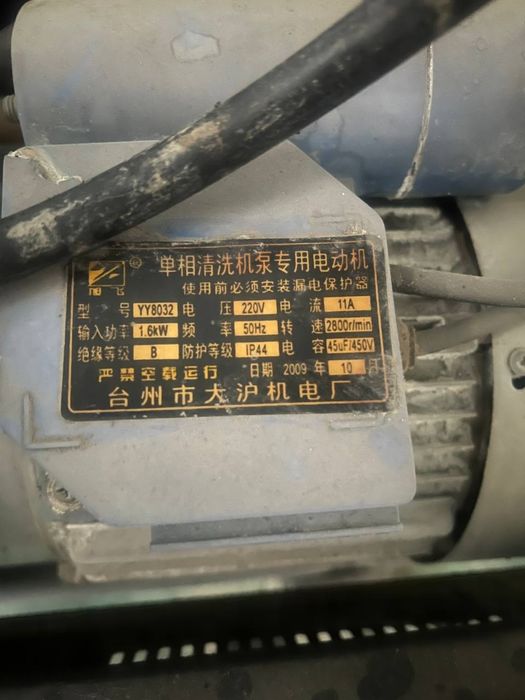 ® 单相清洗机泵专用电动机
使用前必须安装漏电保护器
型 号 YY8032 电 压 220V 电 流 11A
输入功率 1.6kW 频 率 50Hz 转 速 2800r/min
绝缘等级 B 防护等级 IP44 电 容 45uF/450V
严禁空载运行 日期 2009 年 10 月
台州市大沪机电厂